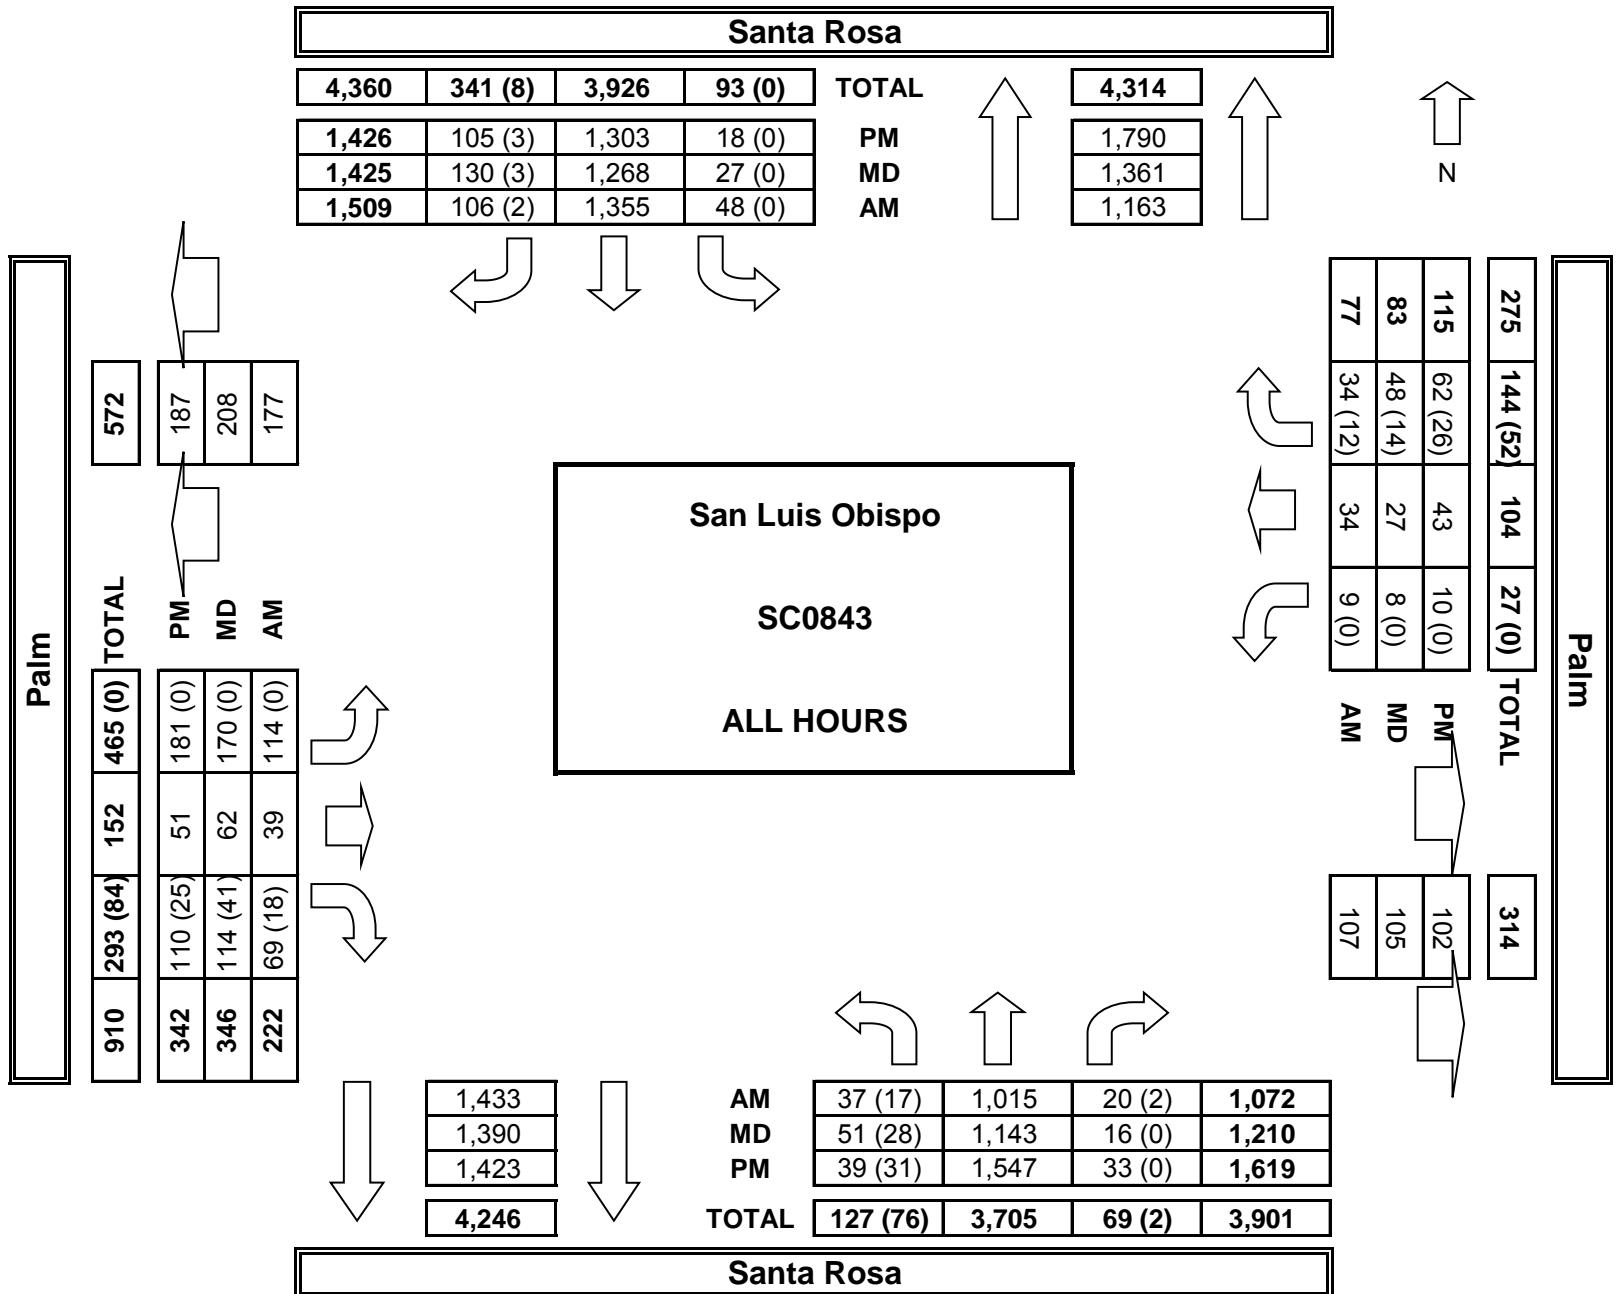 Santa Rosa
4,360 341 (8) 3,926 93 (0) TOTAL 4,314
1,426 105 (3) 1,303 18 (0) PM 1,790
1,425 130 (3) 1,268 27 (0) MD 1,361
1,509 106 (2) 1,355 48 (0) AM 1,163
N
Palm
572
187
208
177
TOTAL
PM
MD
AM
465 (0) 152 293 (84) 910
181 (0) 51 110 (25) 342
170 (0) 62 114 (41) 346
114 (0) 39 69 (18) 222
San Luis Obispo
SC0843
ALL HOURS
275 144 (52) 104 27 (0) TOTAL 314
115 62 (26) 43 10 (0) PM 102
83 48 (14) 27 8 (0) MD 105
77 34 (12) 34 9 (0) AM 107
Palm
1,433 AM 37 (17) 1,015 20 (2) 1,072
1,390 MD 51 (28) 1,143 16 (0) 1,210
1,423 PM 39 (31) 1,547 33 (0) 1,619
4,246 TOTAL 127 (76) 3,705 69 (2) 3,901
Santa Rosa